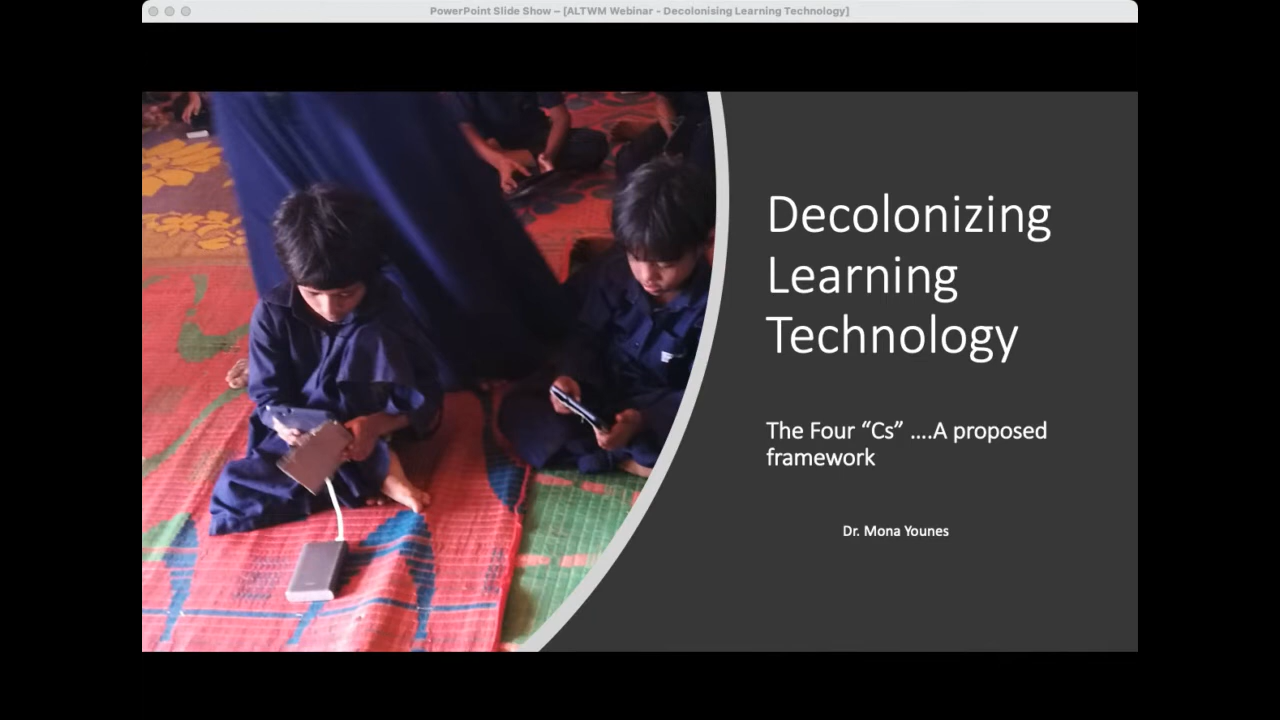 PowerPoint Slide Show – [ALTWM Webinar - Decolonising Learning Technology]
Decolonizing
Learning
Technology
The Four “Cs” ....A proposed
framework
Dr. Mona Younes